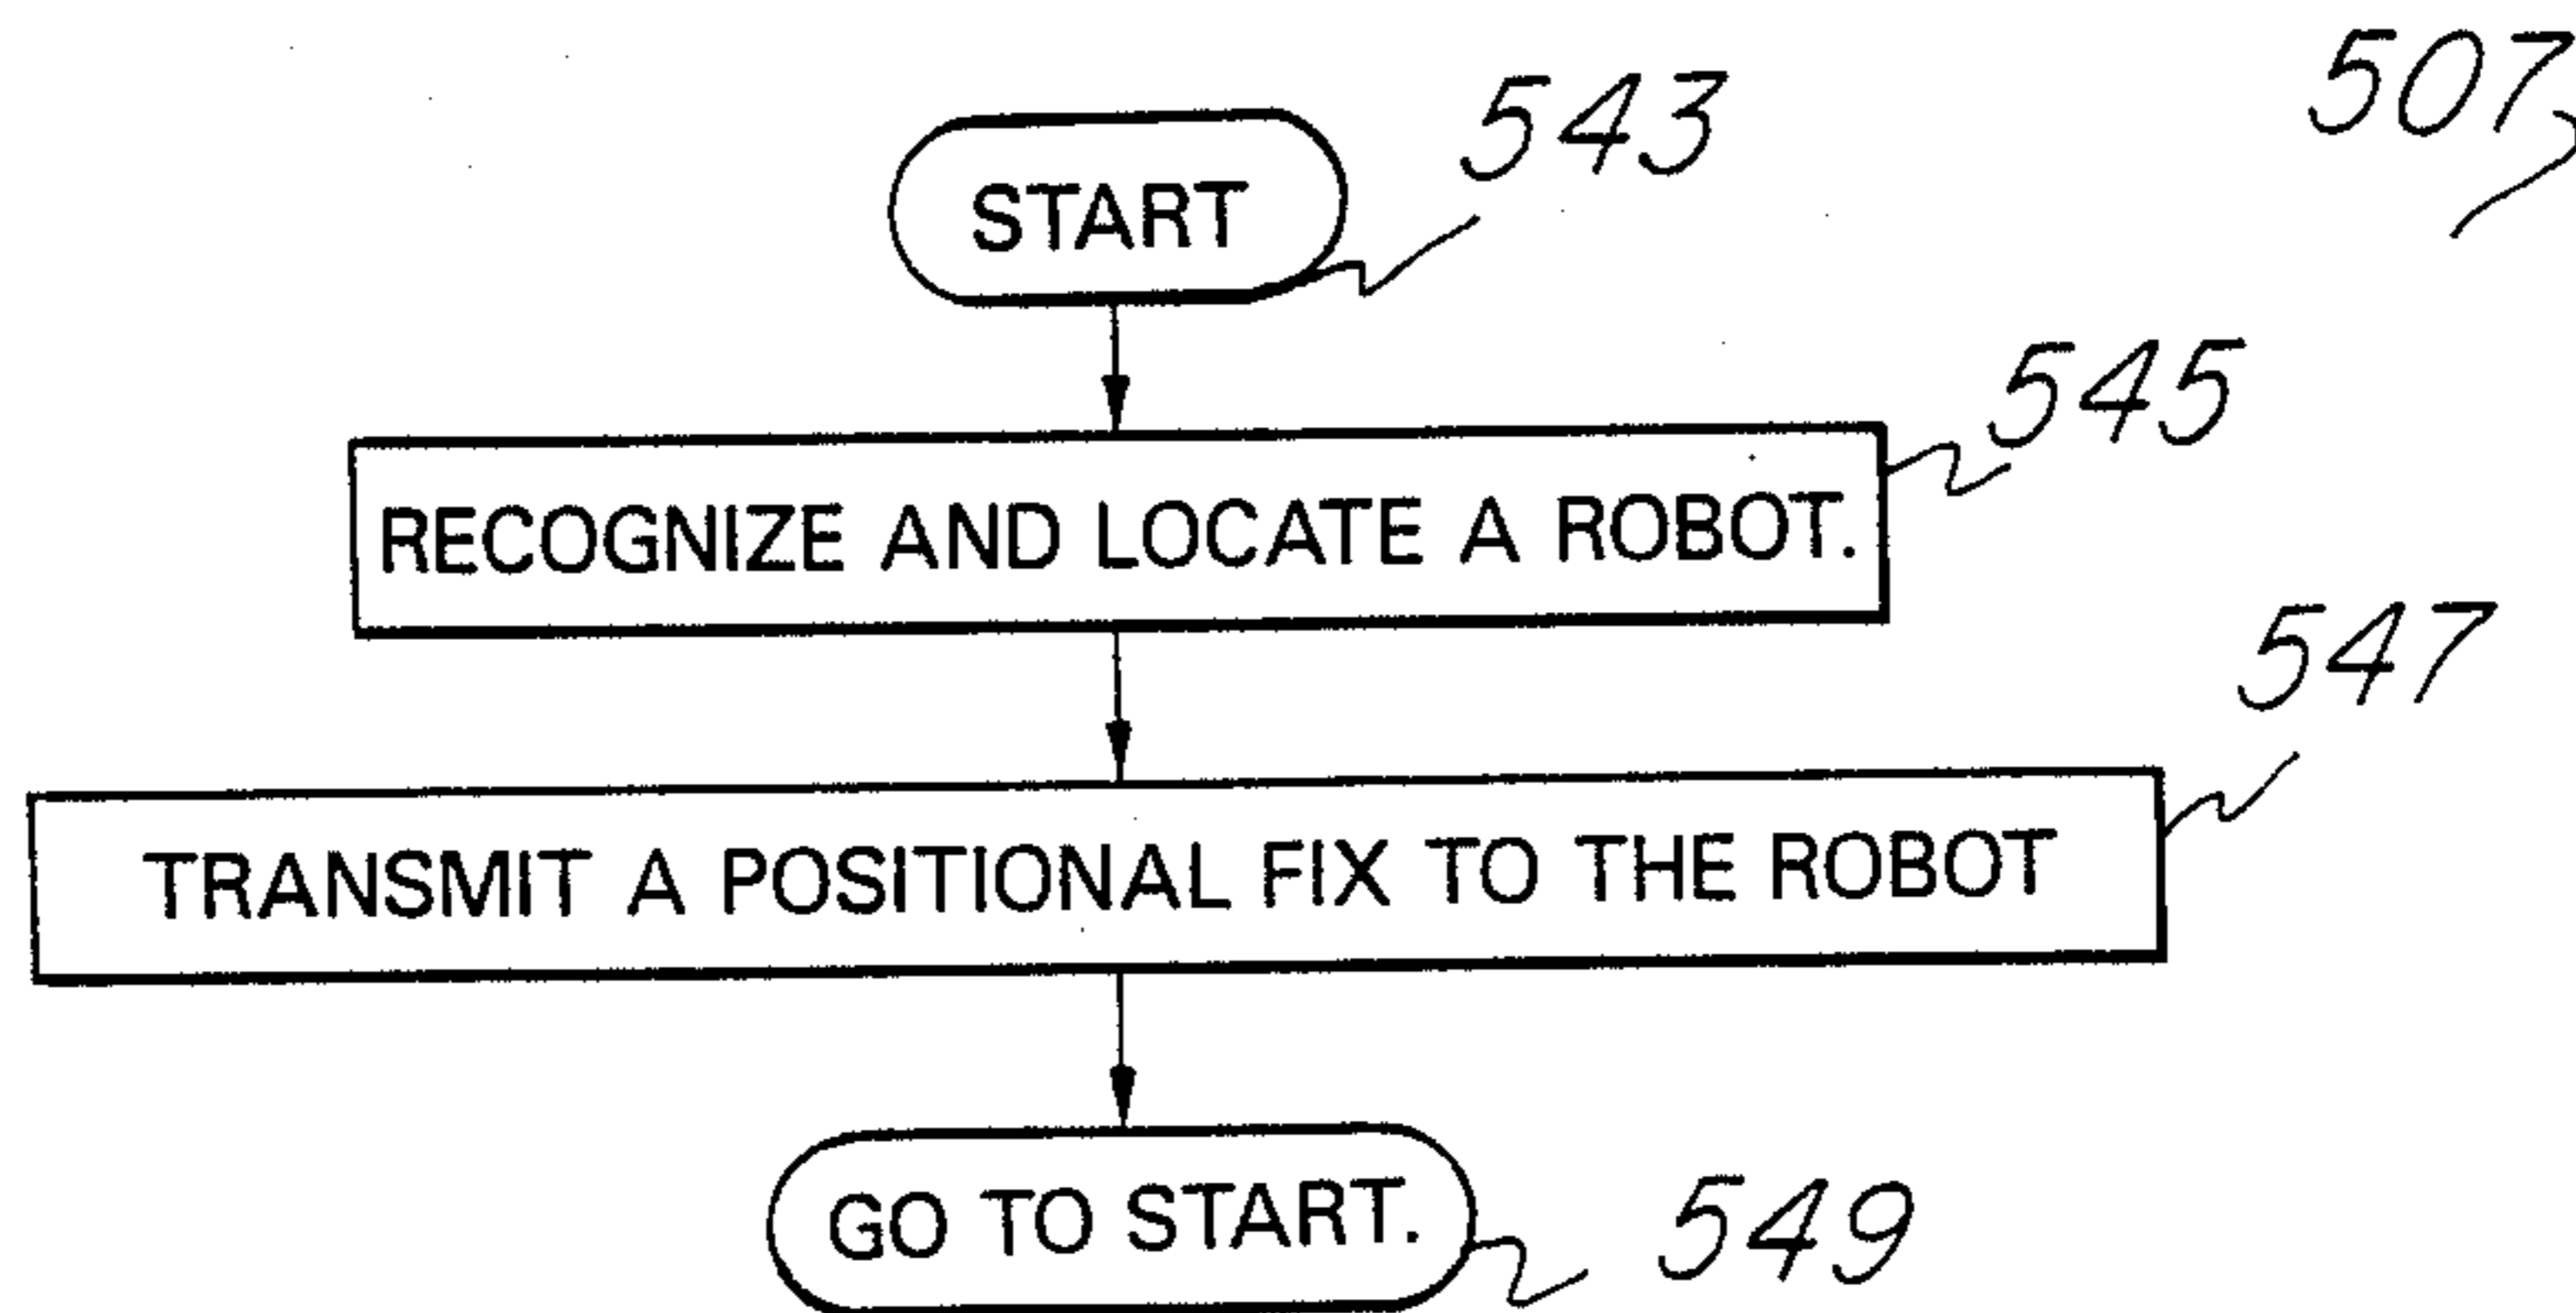 507
543
START
545
RECOGNIZE AND LOCATE A ROBOT.
547
TRANSMIT A POSITIONAL FIX TO THE ROBOT
GO TO START.
549